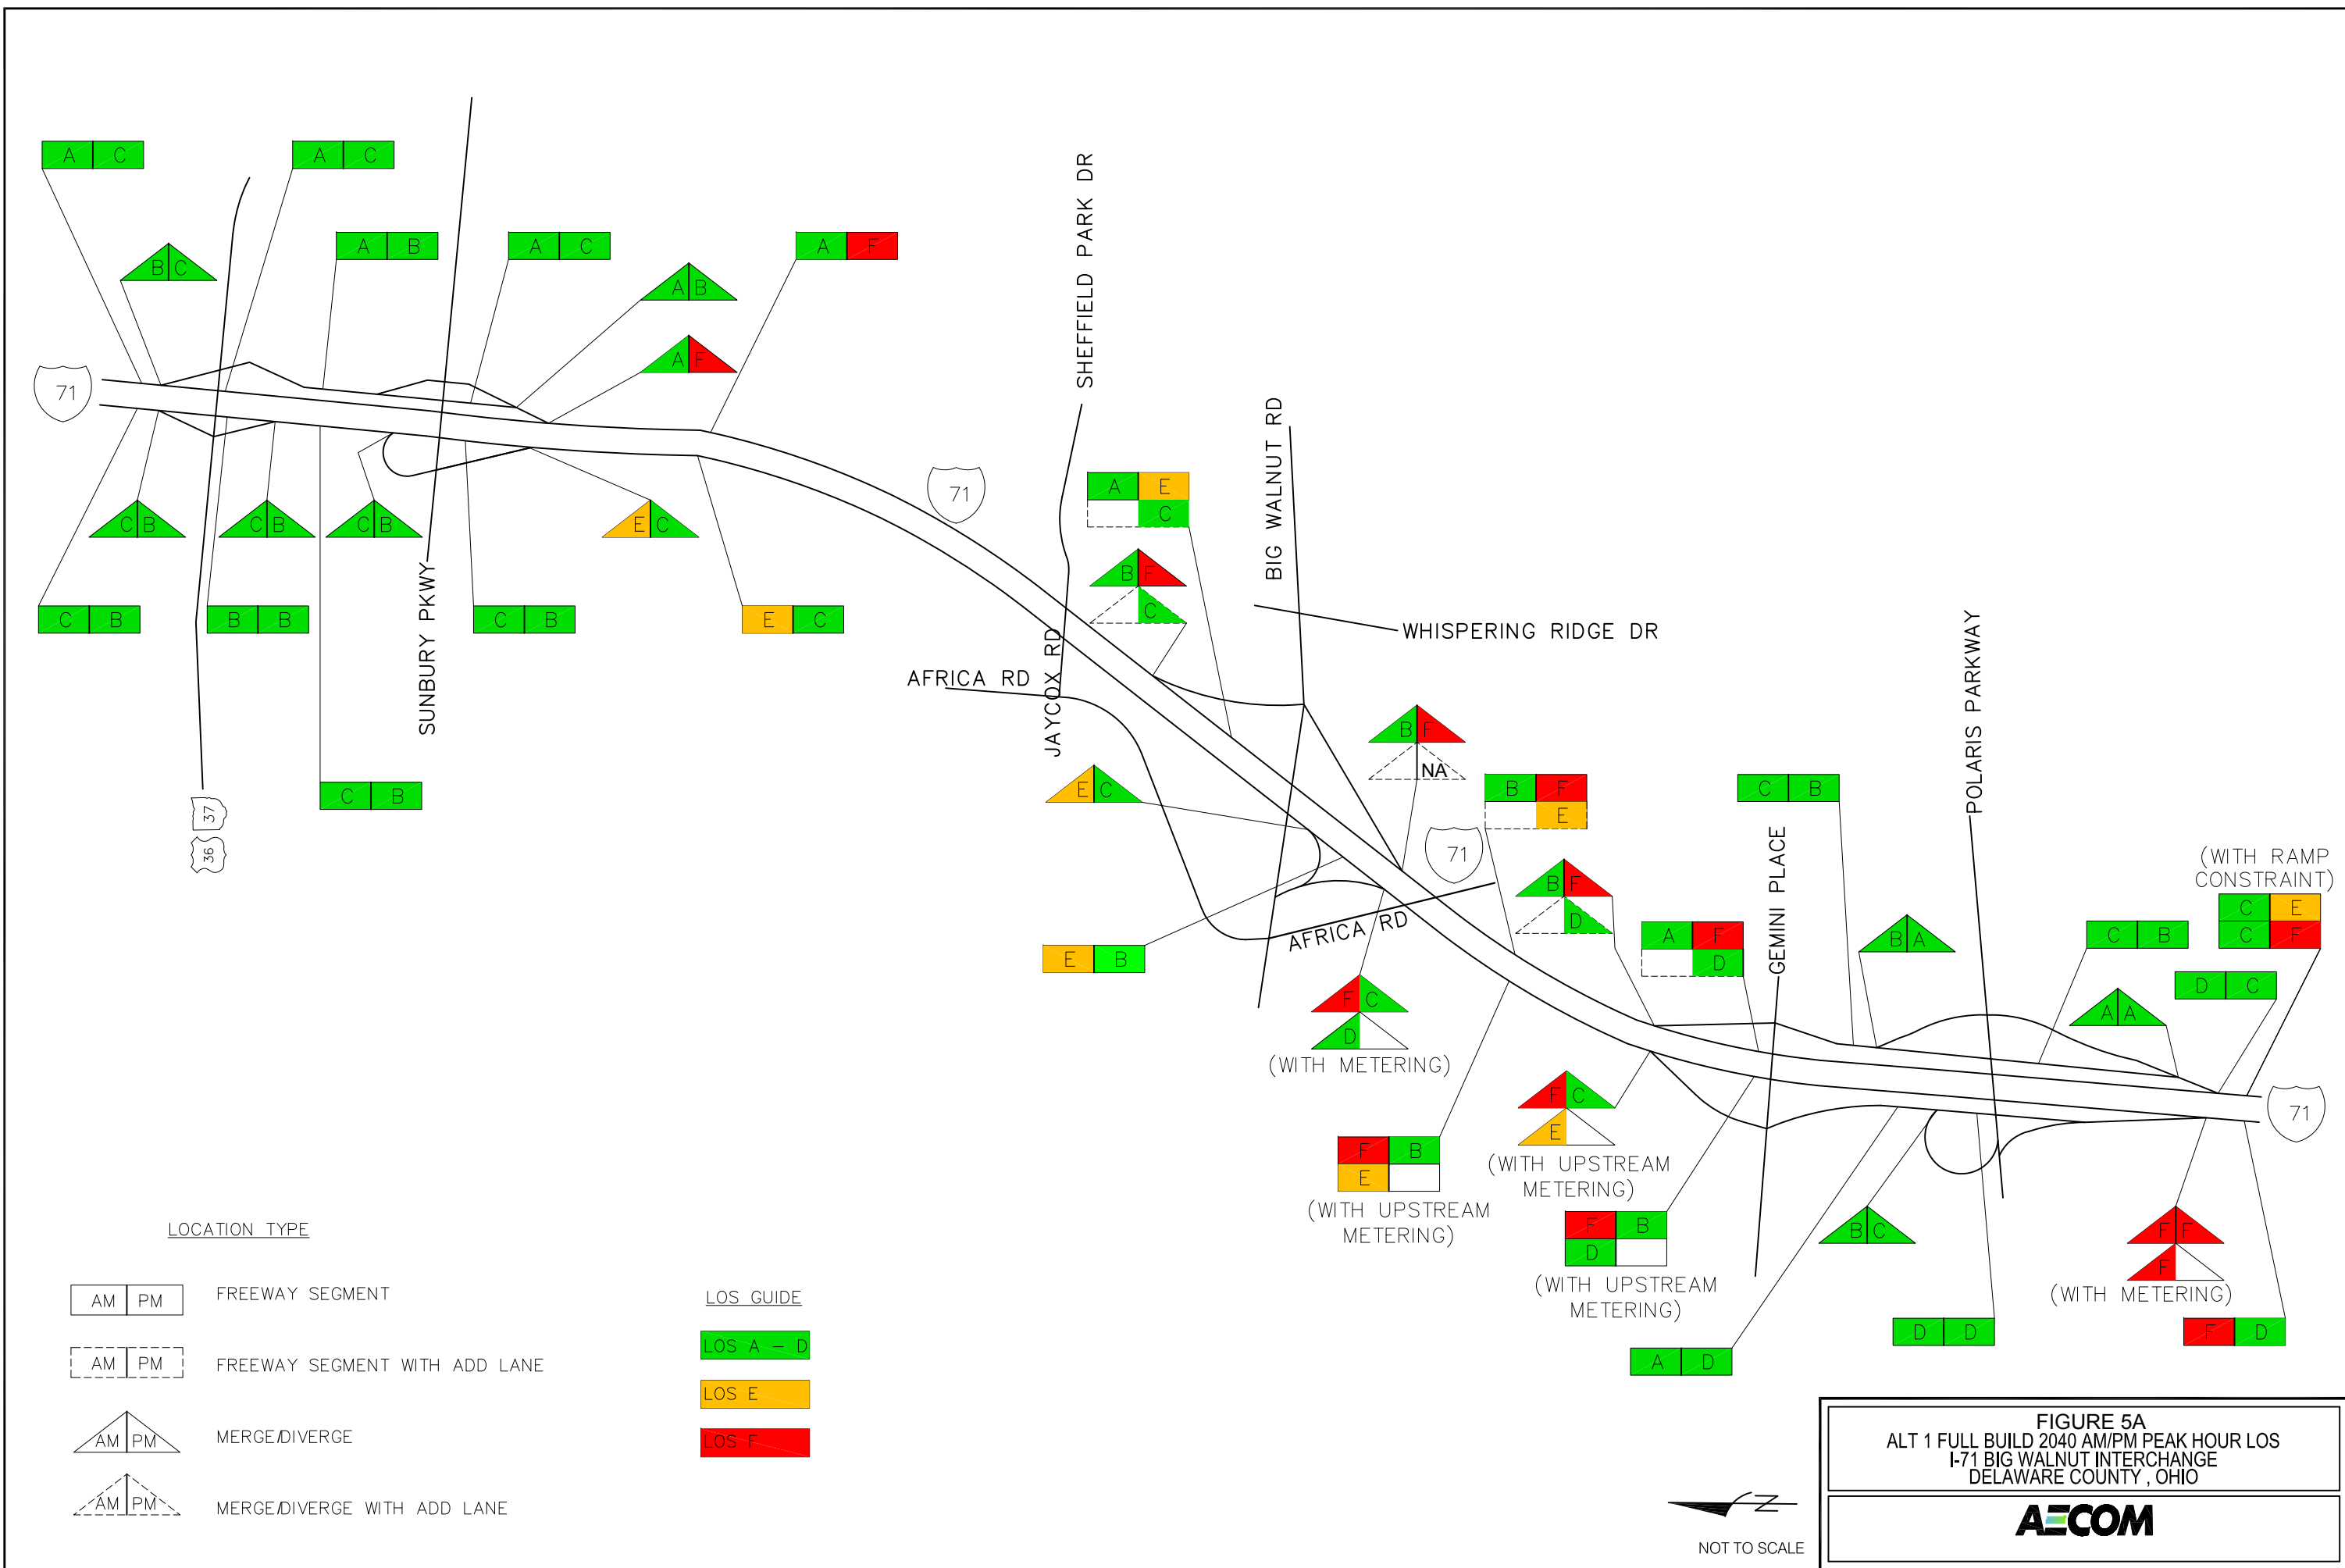 A C
A C
B C
A B
A C
A F
A B
A F
SHEFFIELD PARK DR
71
71
A E
C
BIG WALNUT RD
C B
C B
C B
E C
B F
C
C B
B B
SUNBURY PKWY
C B
E C
JAYCOX RD
WHISPERING RIDGE DR
AFRICA RD
POLARIS PARKWAY
B F
NA
E C
C B
37
36
B F
E
C B
71
GEMINI PLACE
(WITH RAMP
CONSTRAINT)
C E
C F
B F
D
A F
D
B A
C B
AFRICA RD
E B
D C
A A
F C
D
(WITH METERING)
F C
E
(WITH UPSTREAM
METERING)
71
F B
E
(WITH UPSTREAM
METERING)
F B
D
(WITH UPSTREAM
METERING)
B C
F F
F
(WITH METERING)
D D
F D
A D
LOCATION TYPE
AM PM FREEWAY SEGMENT
AM PM FREEWAY SEGMENT WITH ADD LANE
AM PM MERGE/DIVERGE
AM PM MERGE/DIVERGE WITH ADD LANE
LOS GUIDE
LOS A - D
LOS E
LOS F
N
NOT TO SCALE
FIGURE 5A
ALT 1 FULL BUILD 2040 AM/PM PEAK HOUR LOS
I-71 BIG WALNUT INTERCHANGE
DELAWARE COUNTY , OHIO
AECOM